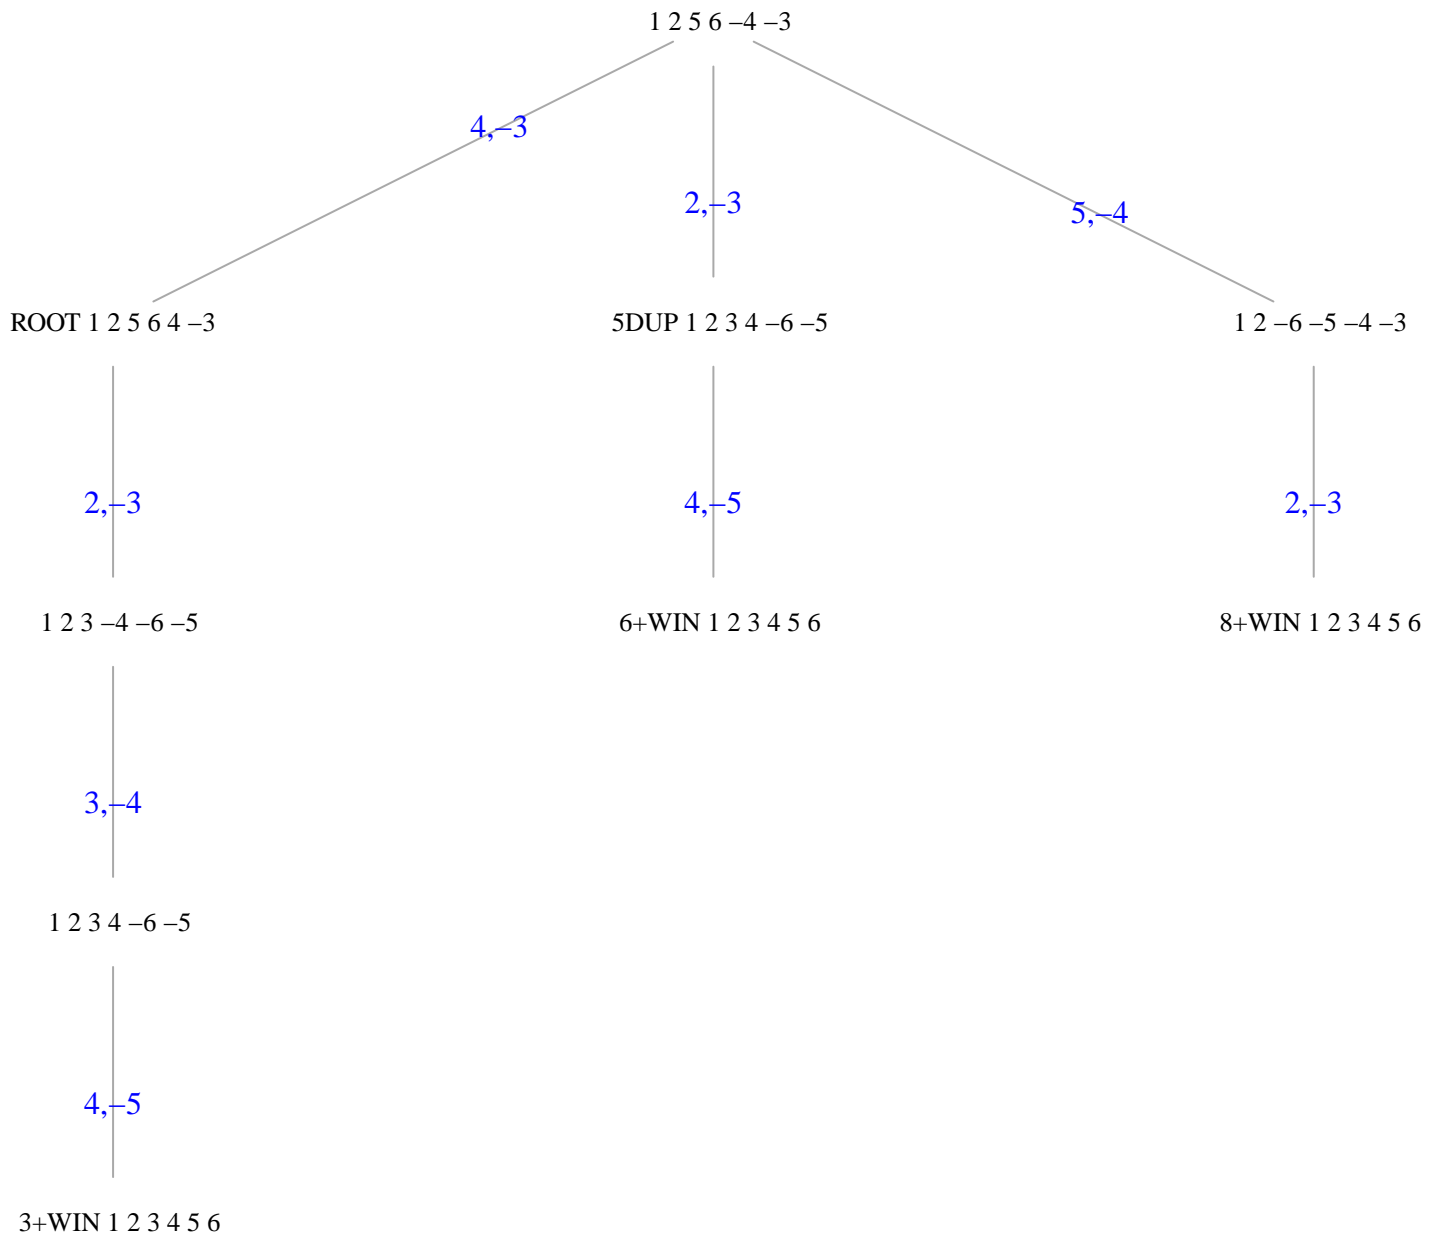 1 2 5 6 –4 –3
4,–3
2,–3
5,–4
ROOT 1 2 5 6 4 –3
5DUP 1 2 3 4 –6 –5
1 2 –6 –5 –4 –3
2,–3
4,–5
2,–3
1 2 3 –4 –6 –5
6+WIN 1 2 3 4 5 6
8+WIN 1 2 3 4 5 6
3,–4
1 2 3 4 –6 –5
4,–5
3+WIN 1 2 3 4 5 6